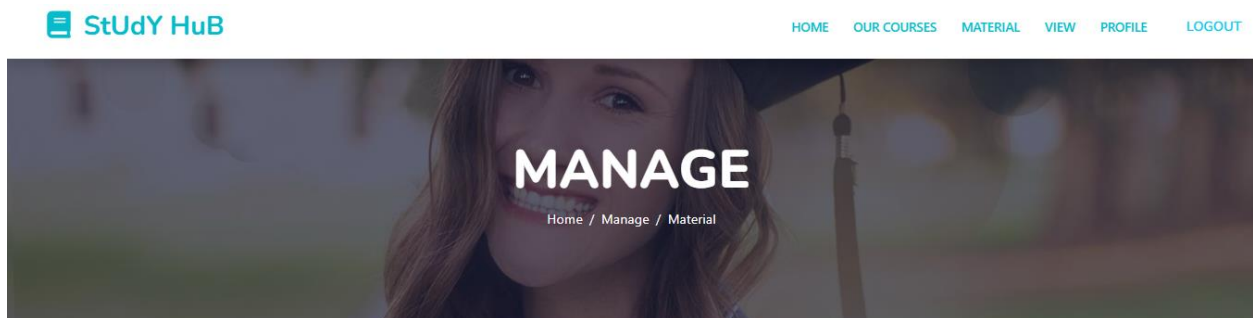 StUdY HuB
HOME OUR COURSES MATERIAL VIEW PROFILE LOGOUT
MANAGE
Home / Manage / Material